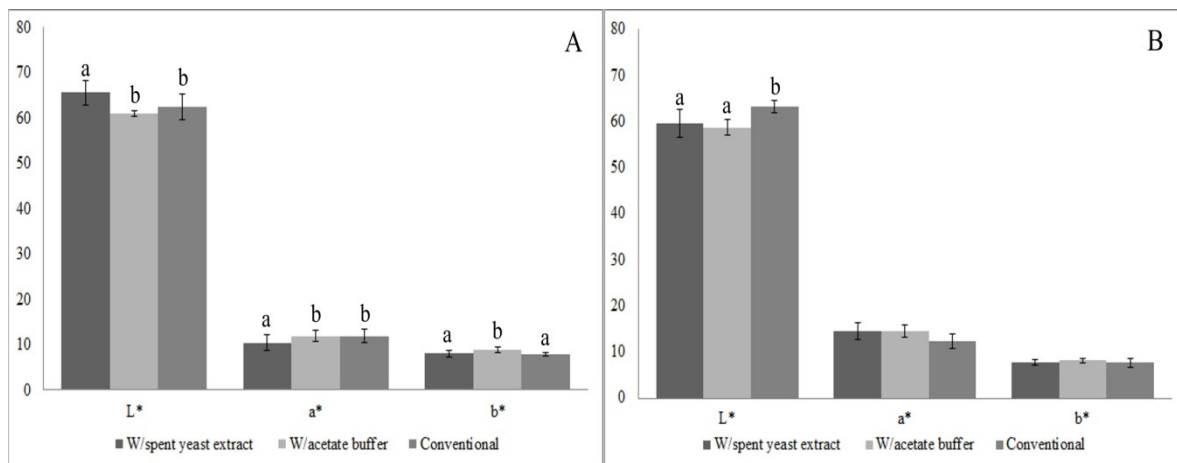 A
80
70
60
50
40
30
20
10
0
a b b
a b b
a b a
L* a* b*
W/spent yeast extract W/acetate buffer Conventional
B
80
70
60
50
40
30
20
10
0
a a b
L* a* b*
W/spent yeast extract W/acetate buffer Conventional